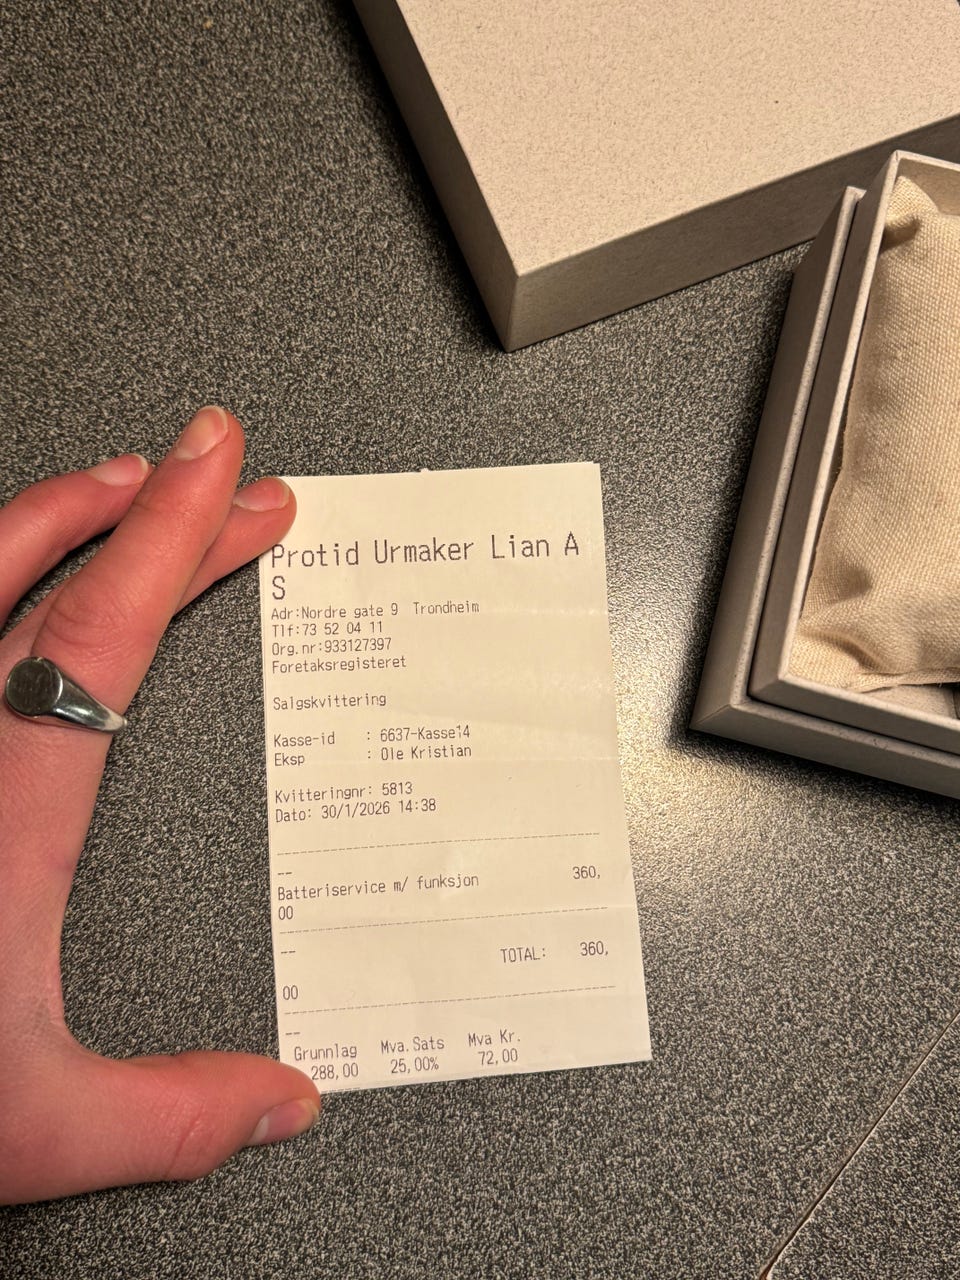 Protid Urmaker Lian A
S
Adr:Nordre gate 9 Trondheim
Tlf:73 52 04 11
Org.nr:933127397
Foretaksregisteret
Salgskvittering
Kasse-id : 6637-Kasse14
Eksp : Ole Kristian
Kvitteringnr: 5813
Dato: 30/1/2026 14:38
--
Batteriservice m/ funksjon 360,
00
--
TOTAL: 360,
00
--
Grunnlag Mva.Sats Mva Kr.
288,00 25,00% 72,00